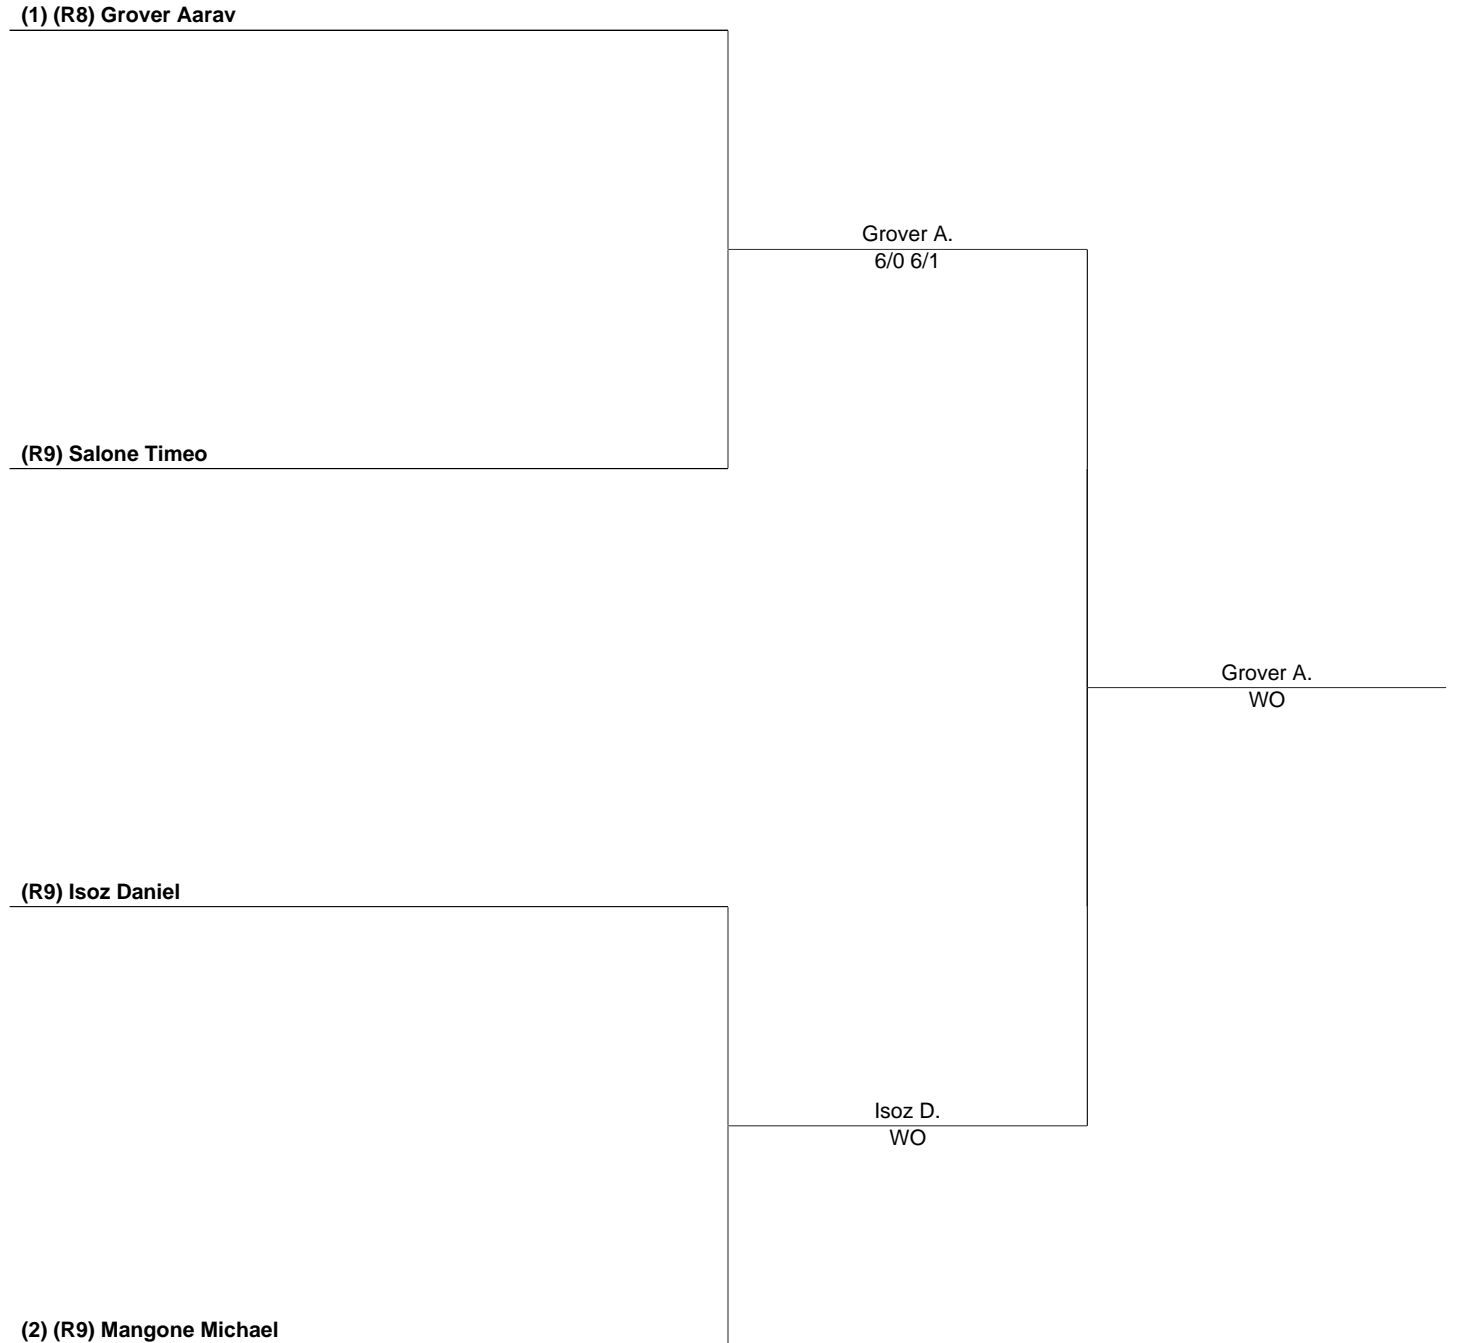 (1) (R8) Grover Aarav
Grover A.
6/0 6/1
(R9) Salone Timeo
Grover A.
WO
(R9) Isoz Daniel
Isoz D.
WO
(2) (R9) Mangone Michael